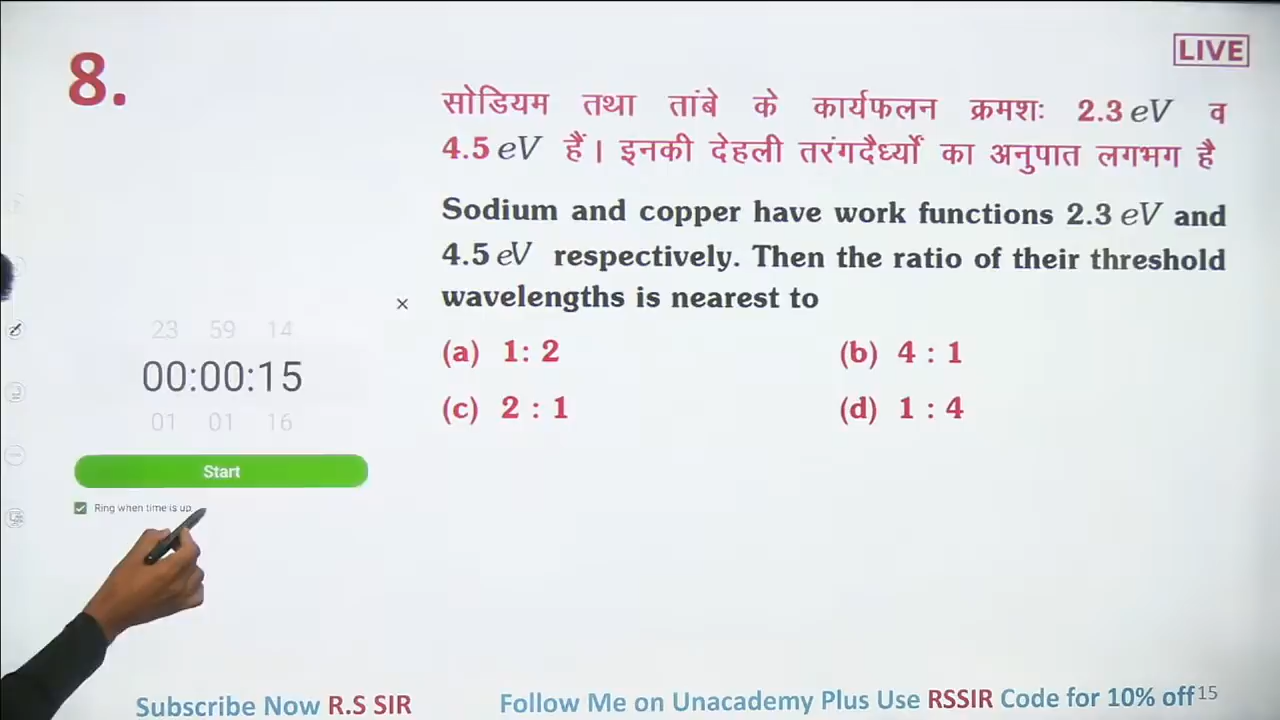 8.
LIVE
सोडियम तथा तांबे के कार्यफलन क्रमशः 2.3 eV व
4.5 eV हैं। इनकी देहली तरंगदैर्ध्यों का अनुपात लगभग है
Sodium and copper have work functions 2.3 eV and
4.5 eV respectively. Then the ratio of their threshold
wavelengths is nearest to
(a) 1: 2
(b) 4 : 1
(c) 2 : 1
(d) 1 : 4
×
23 59 14
00:00:15
01 01 16
Start
Ring when time is up
Subscribe Now R.S SIR
Follow Me on Unacademy Plus Use RSSIR Code for 10% off
15